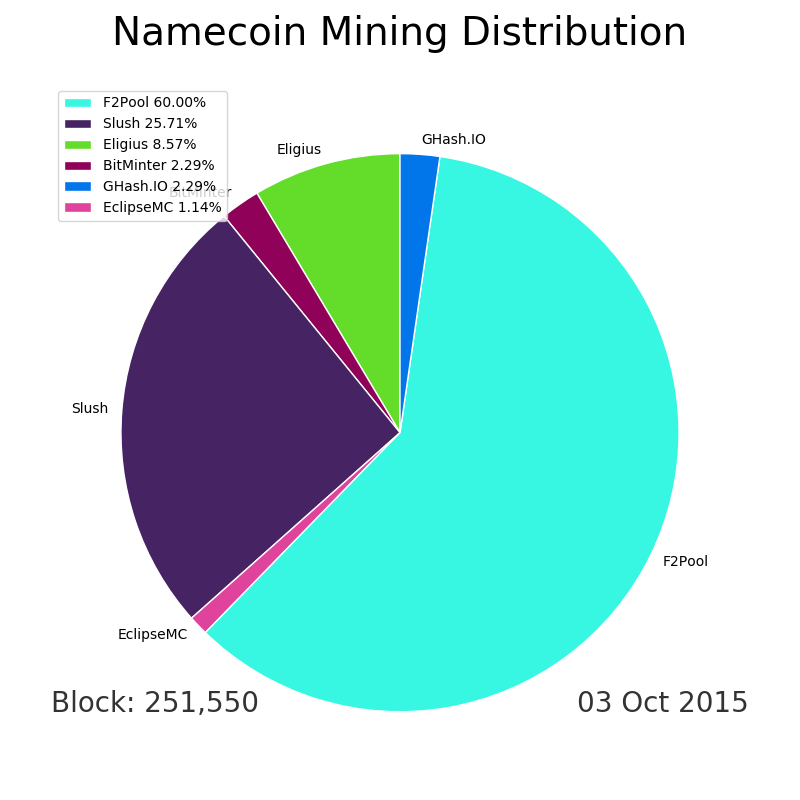 Namecoin Mining Distribution
F2Pool 60.00%
Slush 25.71%
Eligius 8.57%
BitMinter 2.29%
GHash.IO 2.29%
EclipseMC 1.14%
GHash.IO
Eligius
BitMinter
Slush
F2Pool
EclipseMC
Block: 251,550
03 Oct 2015